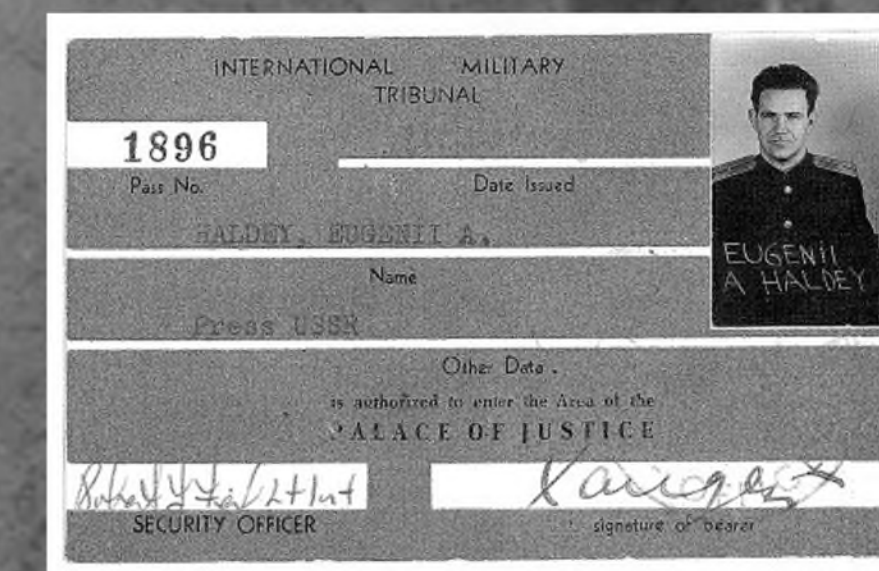 INTERNATIONAL MILITARY
TRIBUNAL
1896
Pass No.
Date Issued
HALDEY, EUGENII A.
Name
EUGENII
A HALDEY
Press USSR
Other Data.
is authorized to enter the Area of the
PALACE OF JUSTICE
SECURITY OFFICER
signature of bearer